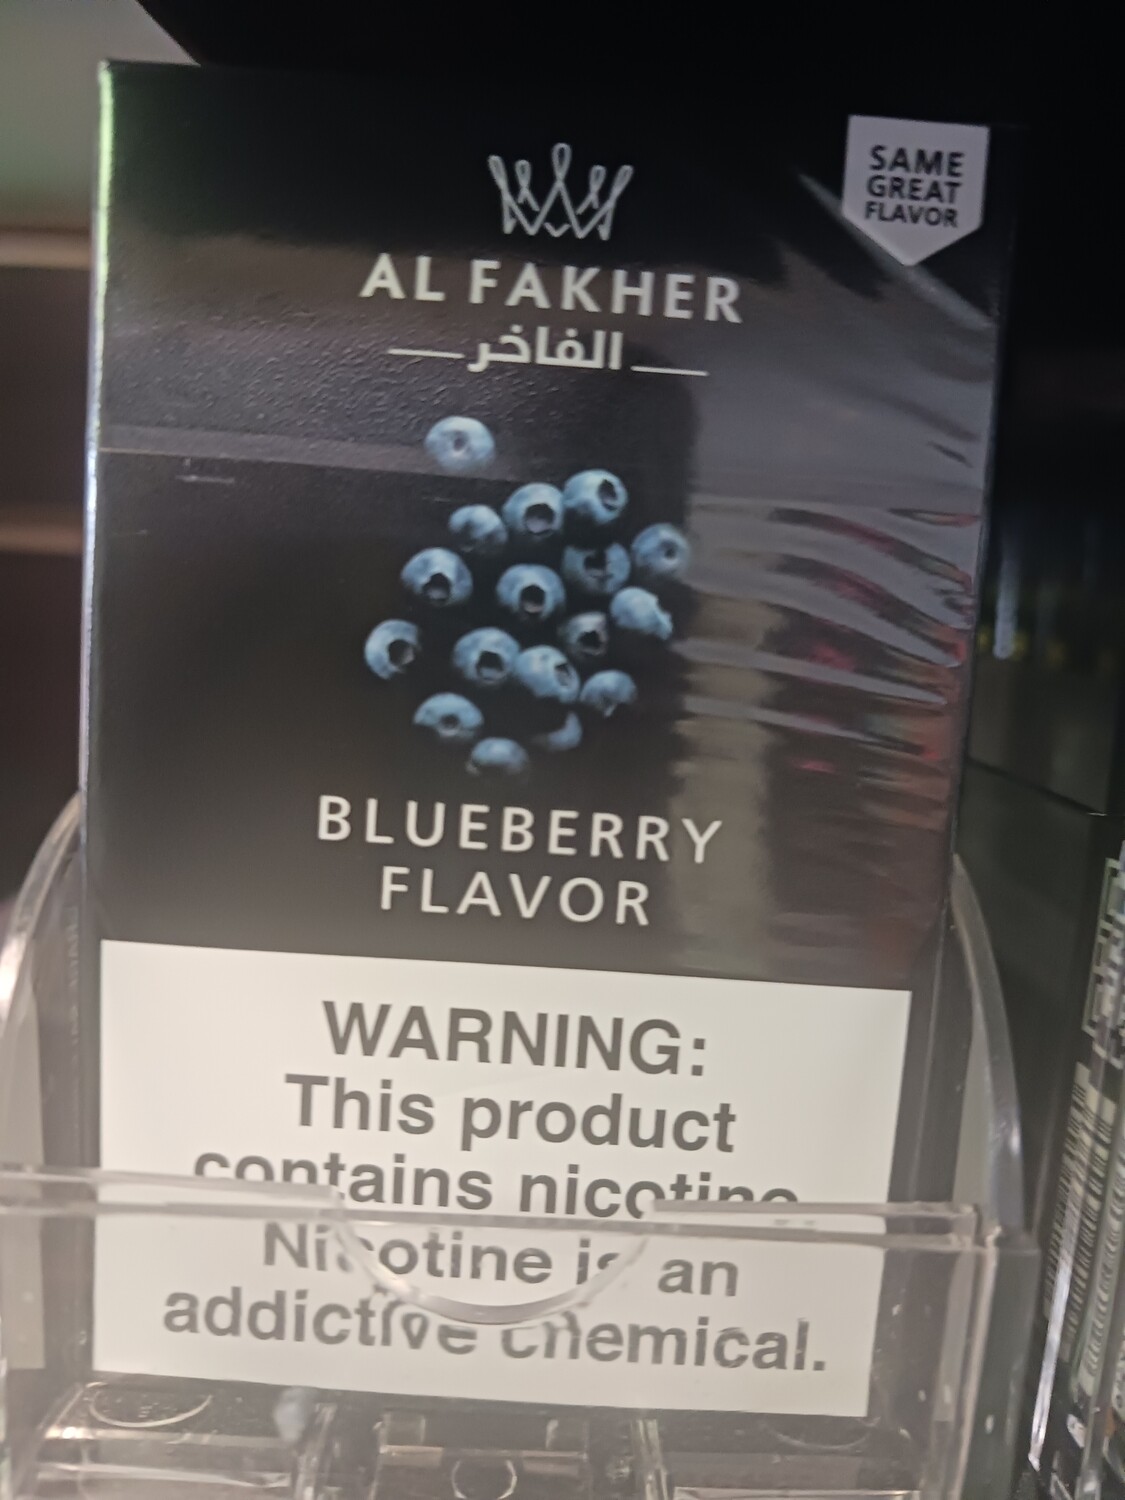 SAME
GREAT
FLAVOR
AL FAKHER
الفاخر
BLUEBERRY
FLAVOR
WARNING:
This product
contains nicotine.
Nicotine is an
addictive chemical.